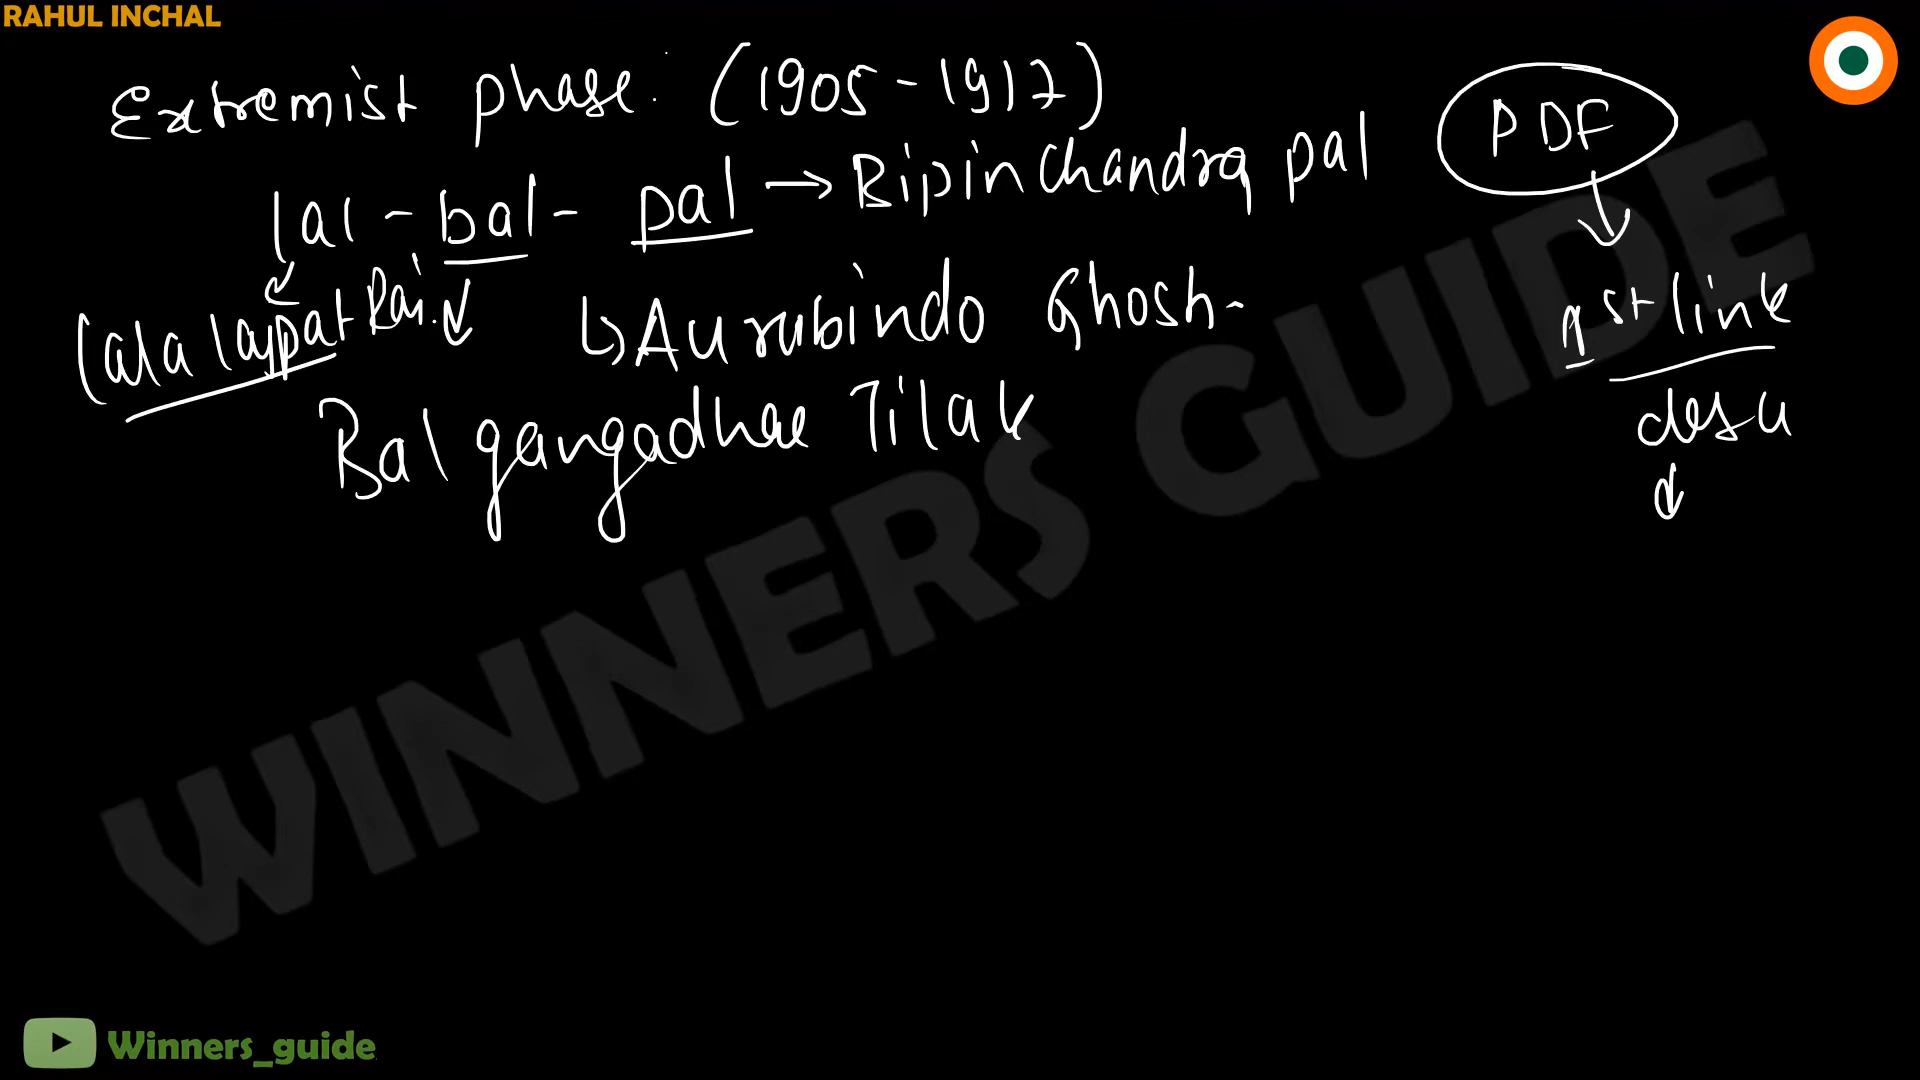 RAHUL INCHAL
Extremist phase: (1905-1917)
lal - bal - pal → Bipin Chandra pal
Lala lajpat Rai.
↳ Aurobindo Ghosh-
Bal gangadhar Tilak
PDF
1st link
desc
WINNERS GUIDE
Winners_guide